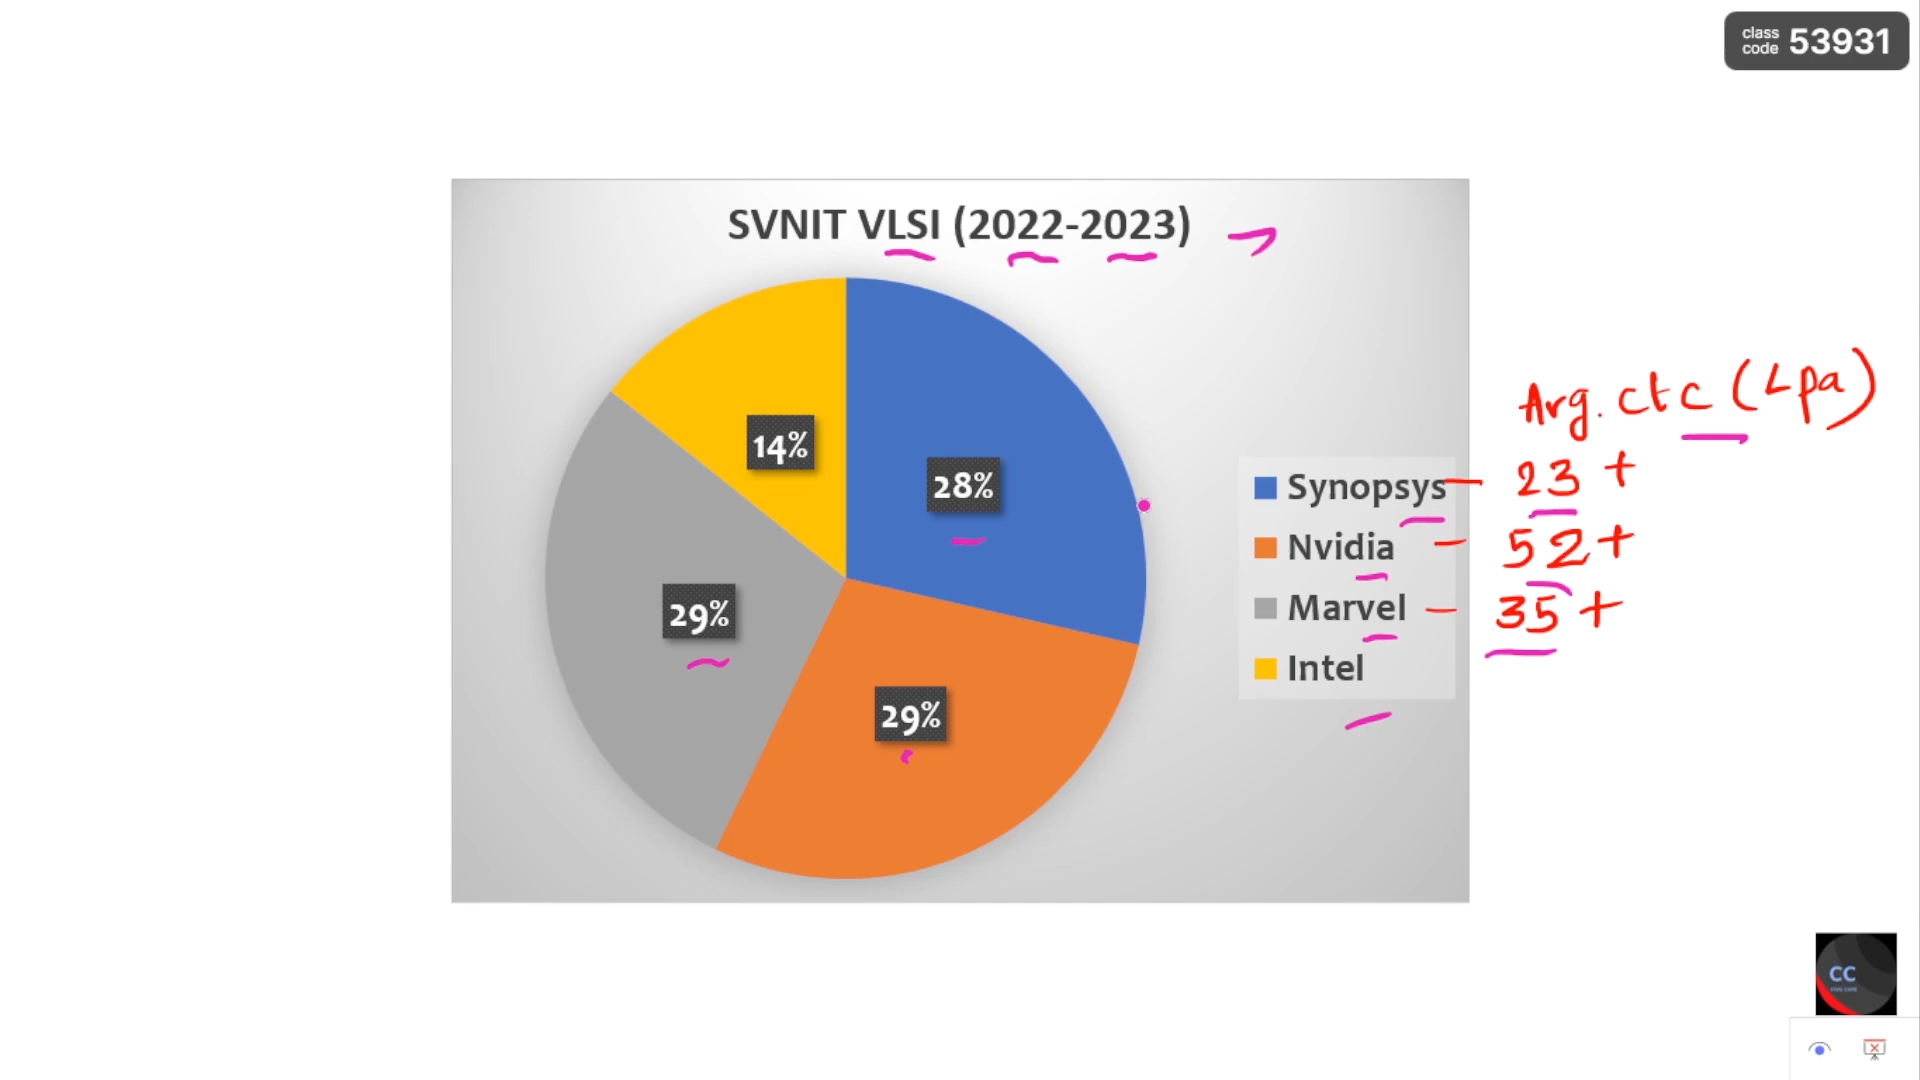 class
code 53931
SVNIT VLSI (2022-2023)
Arg. ctc (Lpa)
14%
28%
Synopsys - 23 +
Nvidia - 52+
29%
Marvel - 35 +
Intel
29%
CC